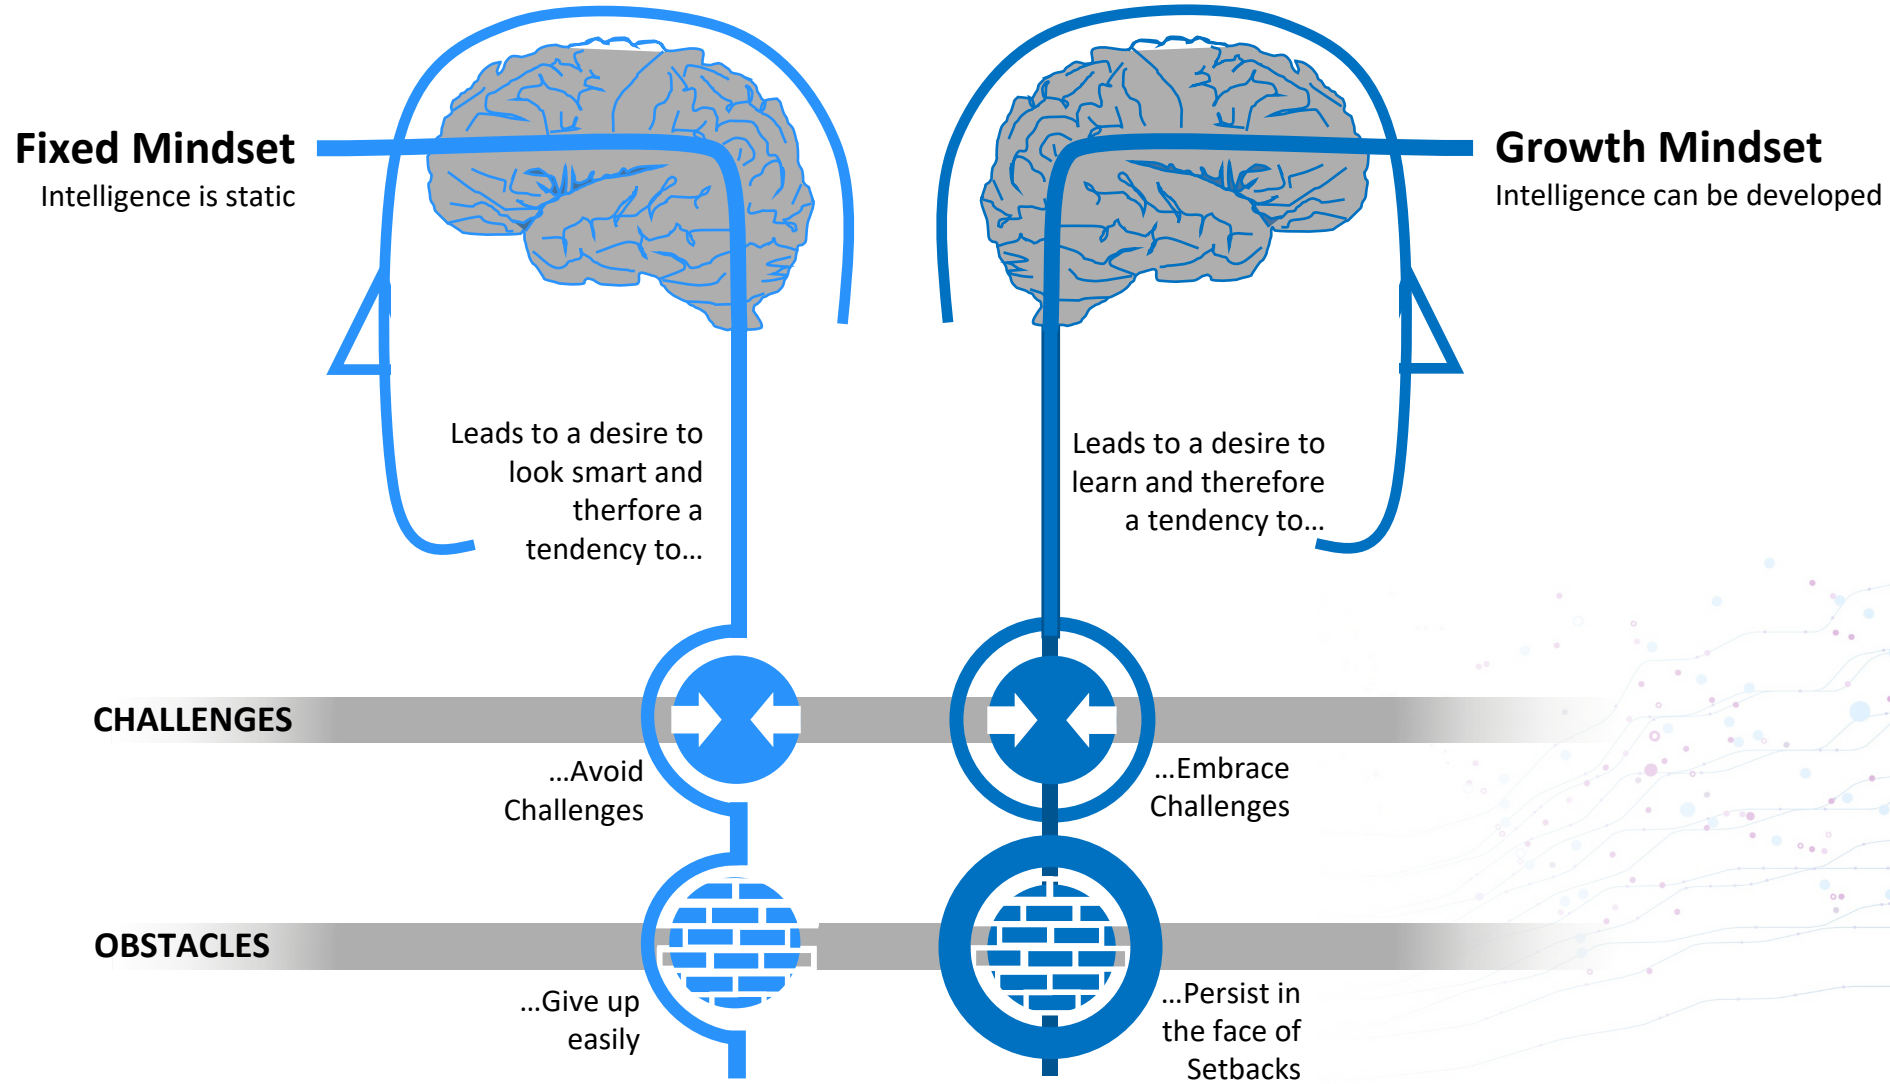 Fixed Mindset
Intelligence is static
Growth Mindset
Intelligence can be developed
Leads to a desire to
look smart and
therfore a
tendency to...
Leads to a desire to
learn and therefore
a tendency to...
CHALLENGES
...Avoid
Challenges
...Embrace
Challenges
OBSTACLES
...Give up
easily
...Persist in
the face of
Setbacks